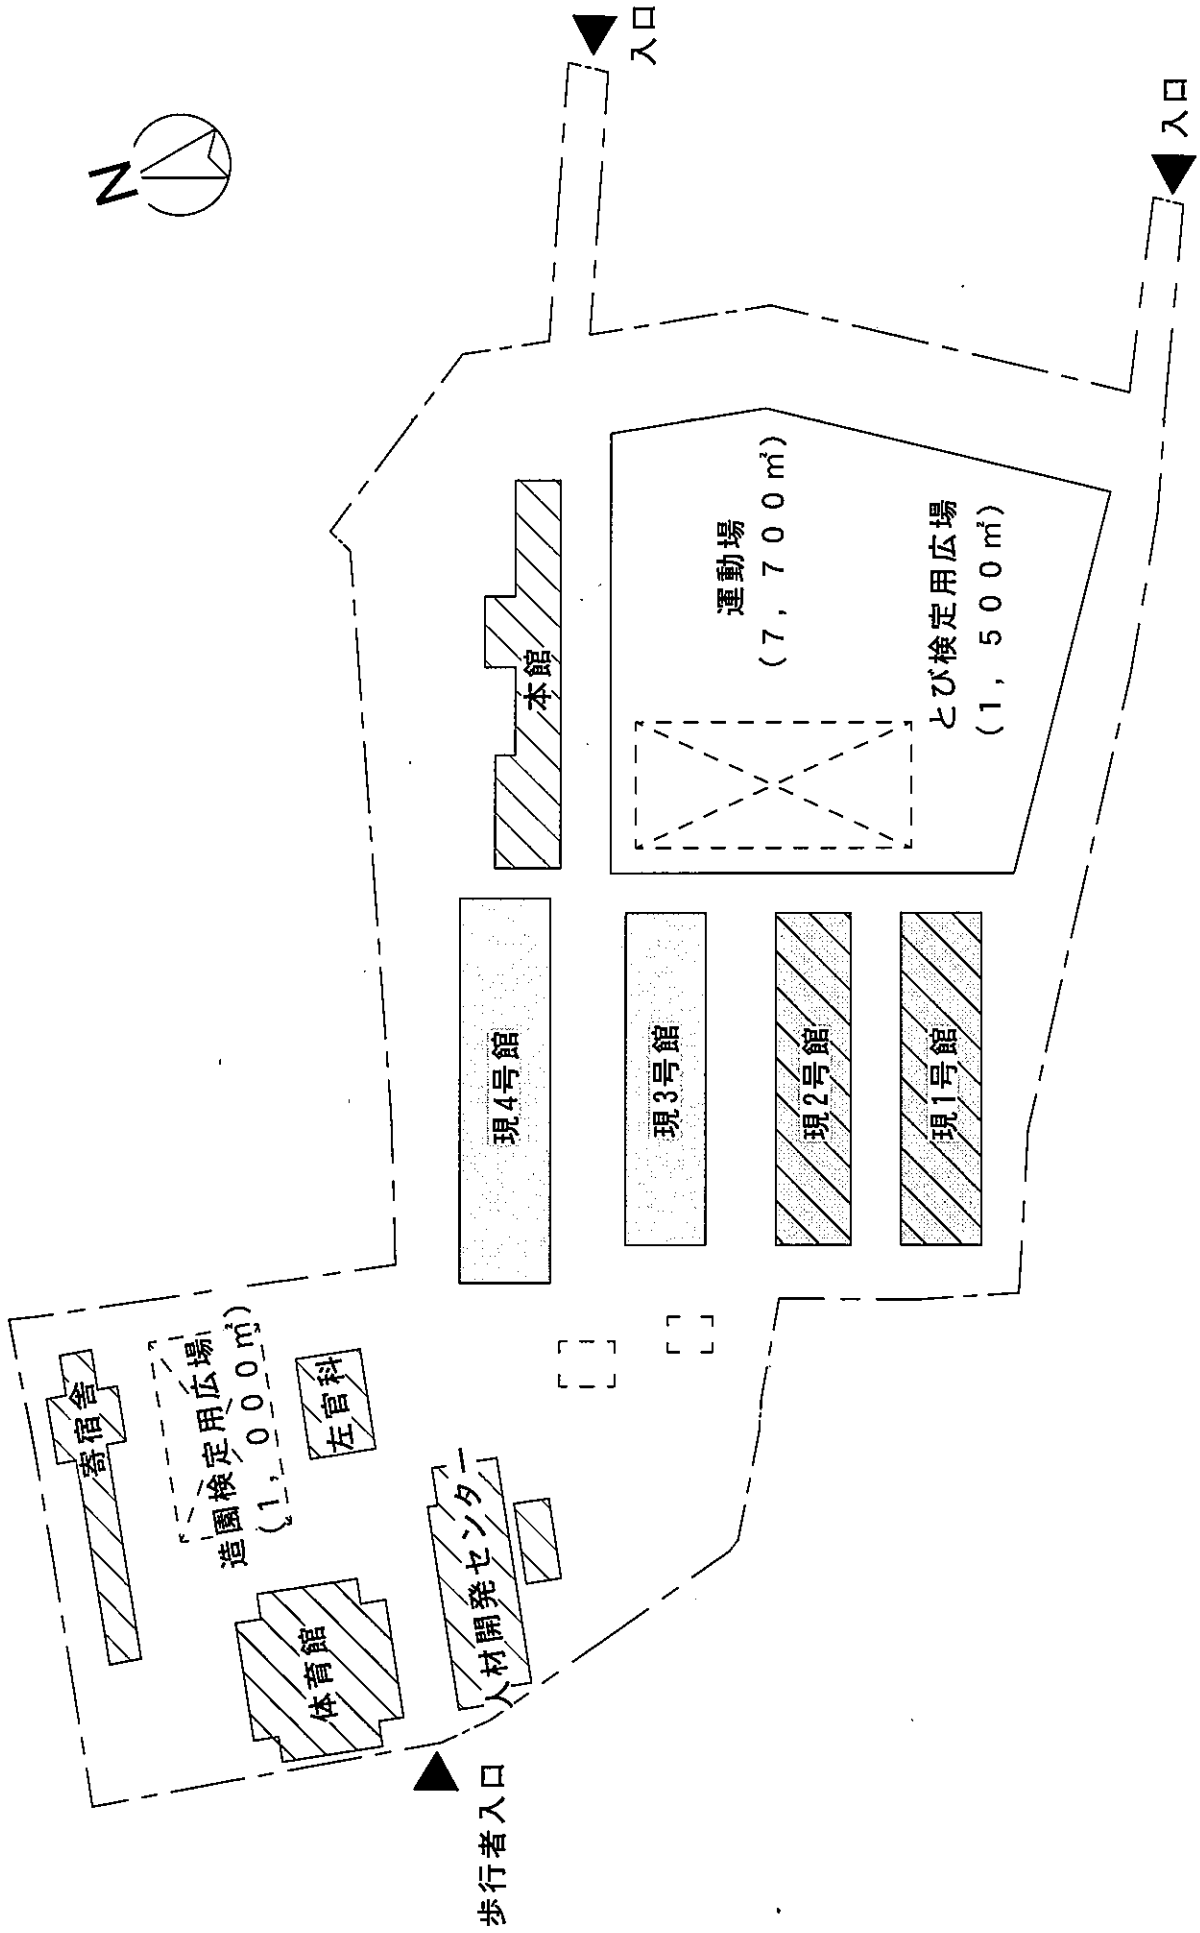 N
寄宿舎
造園検定用広場
(1,000㎡)
左官科
体育館
人材開発センター
歩行者入口
現4号館
現3号館
現2号館
現1号館
本館
運動場
(7,700㎡)
とび検定用広場
(1,500㎡)
入口
入口